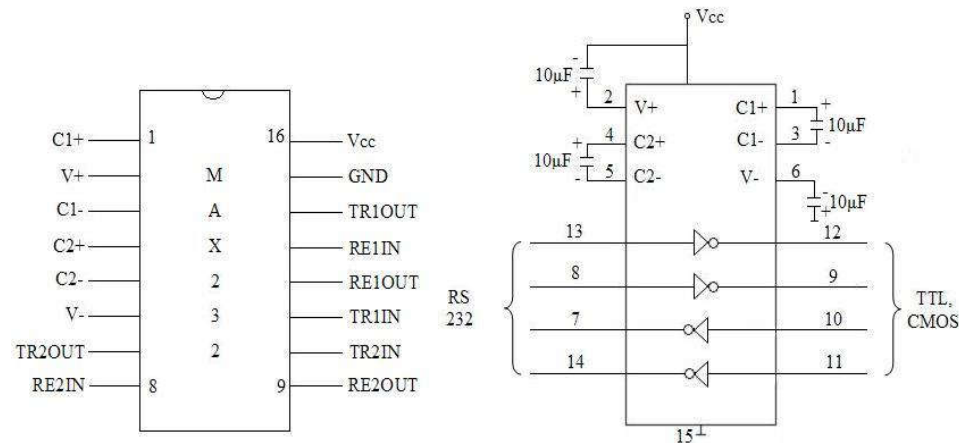 C1+ 1 16 Vcc
V+ M GND
C1- A TR1OUT
C2+ X RE1IN
C2- 2 RE1OUT
V- 3 TR1IN
TR2OUT 2 TR2IN
RE2IN 8 9 RE2OUT
Vcc
-
10μF
+
2 V+ C1+ 1 +
10μF
4 C2+ C1- 3 -
+
10μF
-
5 C2- V- 6
-
10μF
+
13 12
8 9
RS
232
TTL,
CMOS
7 10
14 11
15